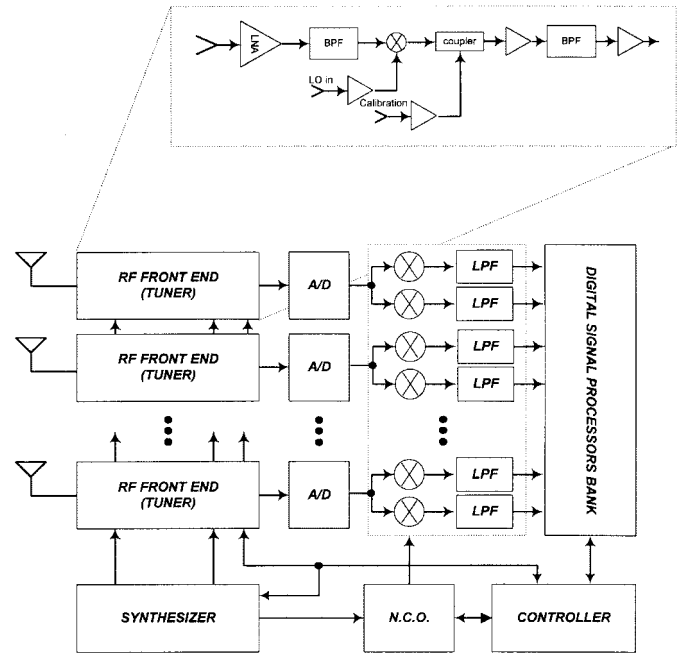 LNA
BPF
coupler
BPF
LO in
Calibration
RF FRONT END
(TUNER)
A/D
LPF
LPF
RF FRONT END
(TUNER)
A/D
LPF
LPF
RF FRONT END
(TUNER)
A/D
LPF
LPF
DIGITAL SIGNAL PROCESSORS BANK
SYNTHESIZER
N.C.O.
CONTROLLER